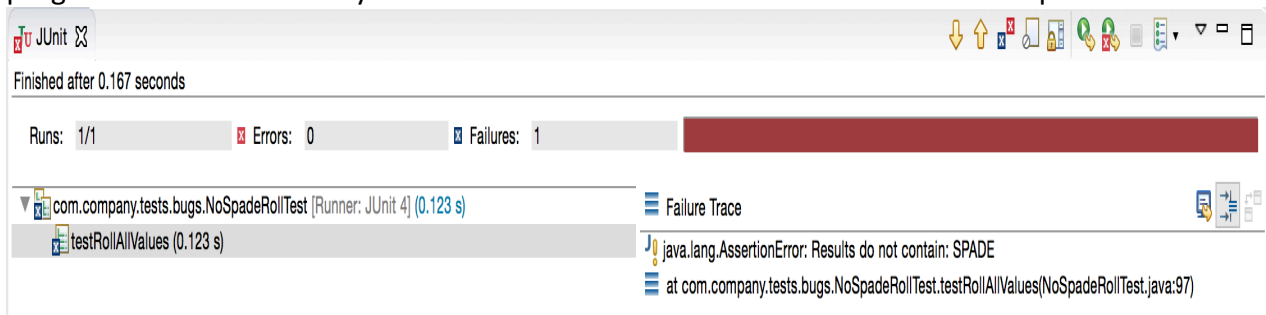 JUnit
Finished after 0.167 seconds
Runs: 1/1 Errors: 0 Failures: 1
com.company.tests.bugs.NoSpadeRollTest [Runner: JUnit 4] (0.123 s)
testRollAllValues (0.123 s)
Failure Trace
java.lang.AssertionError: Results do not contain: SPADE
at com.company.tests.bugs.NoSpadeRollTest.testRollAllValues(NoSpadeRollTest.java:97)